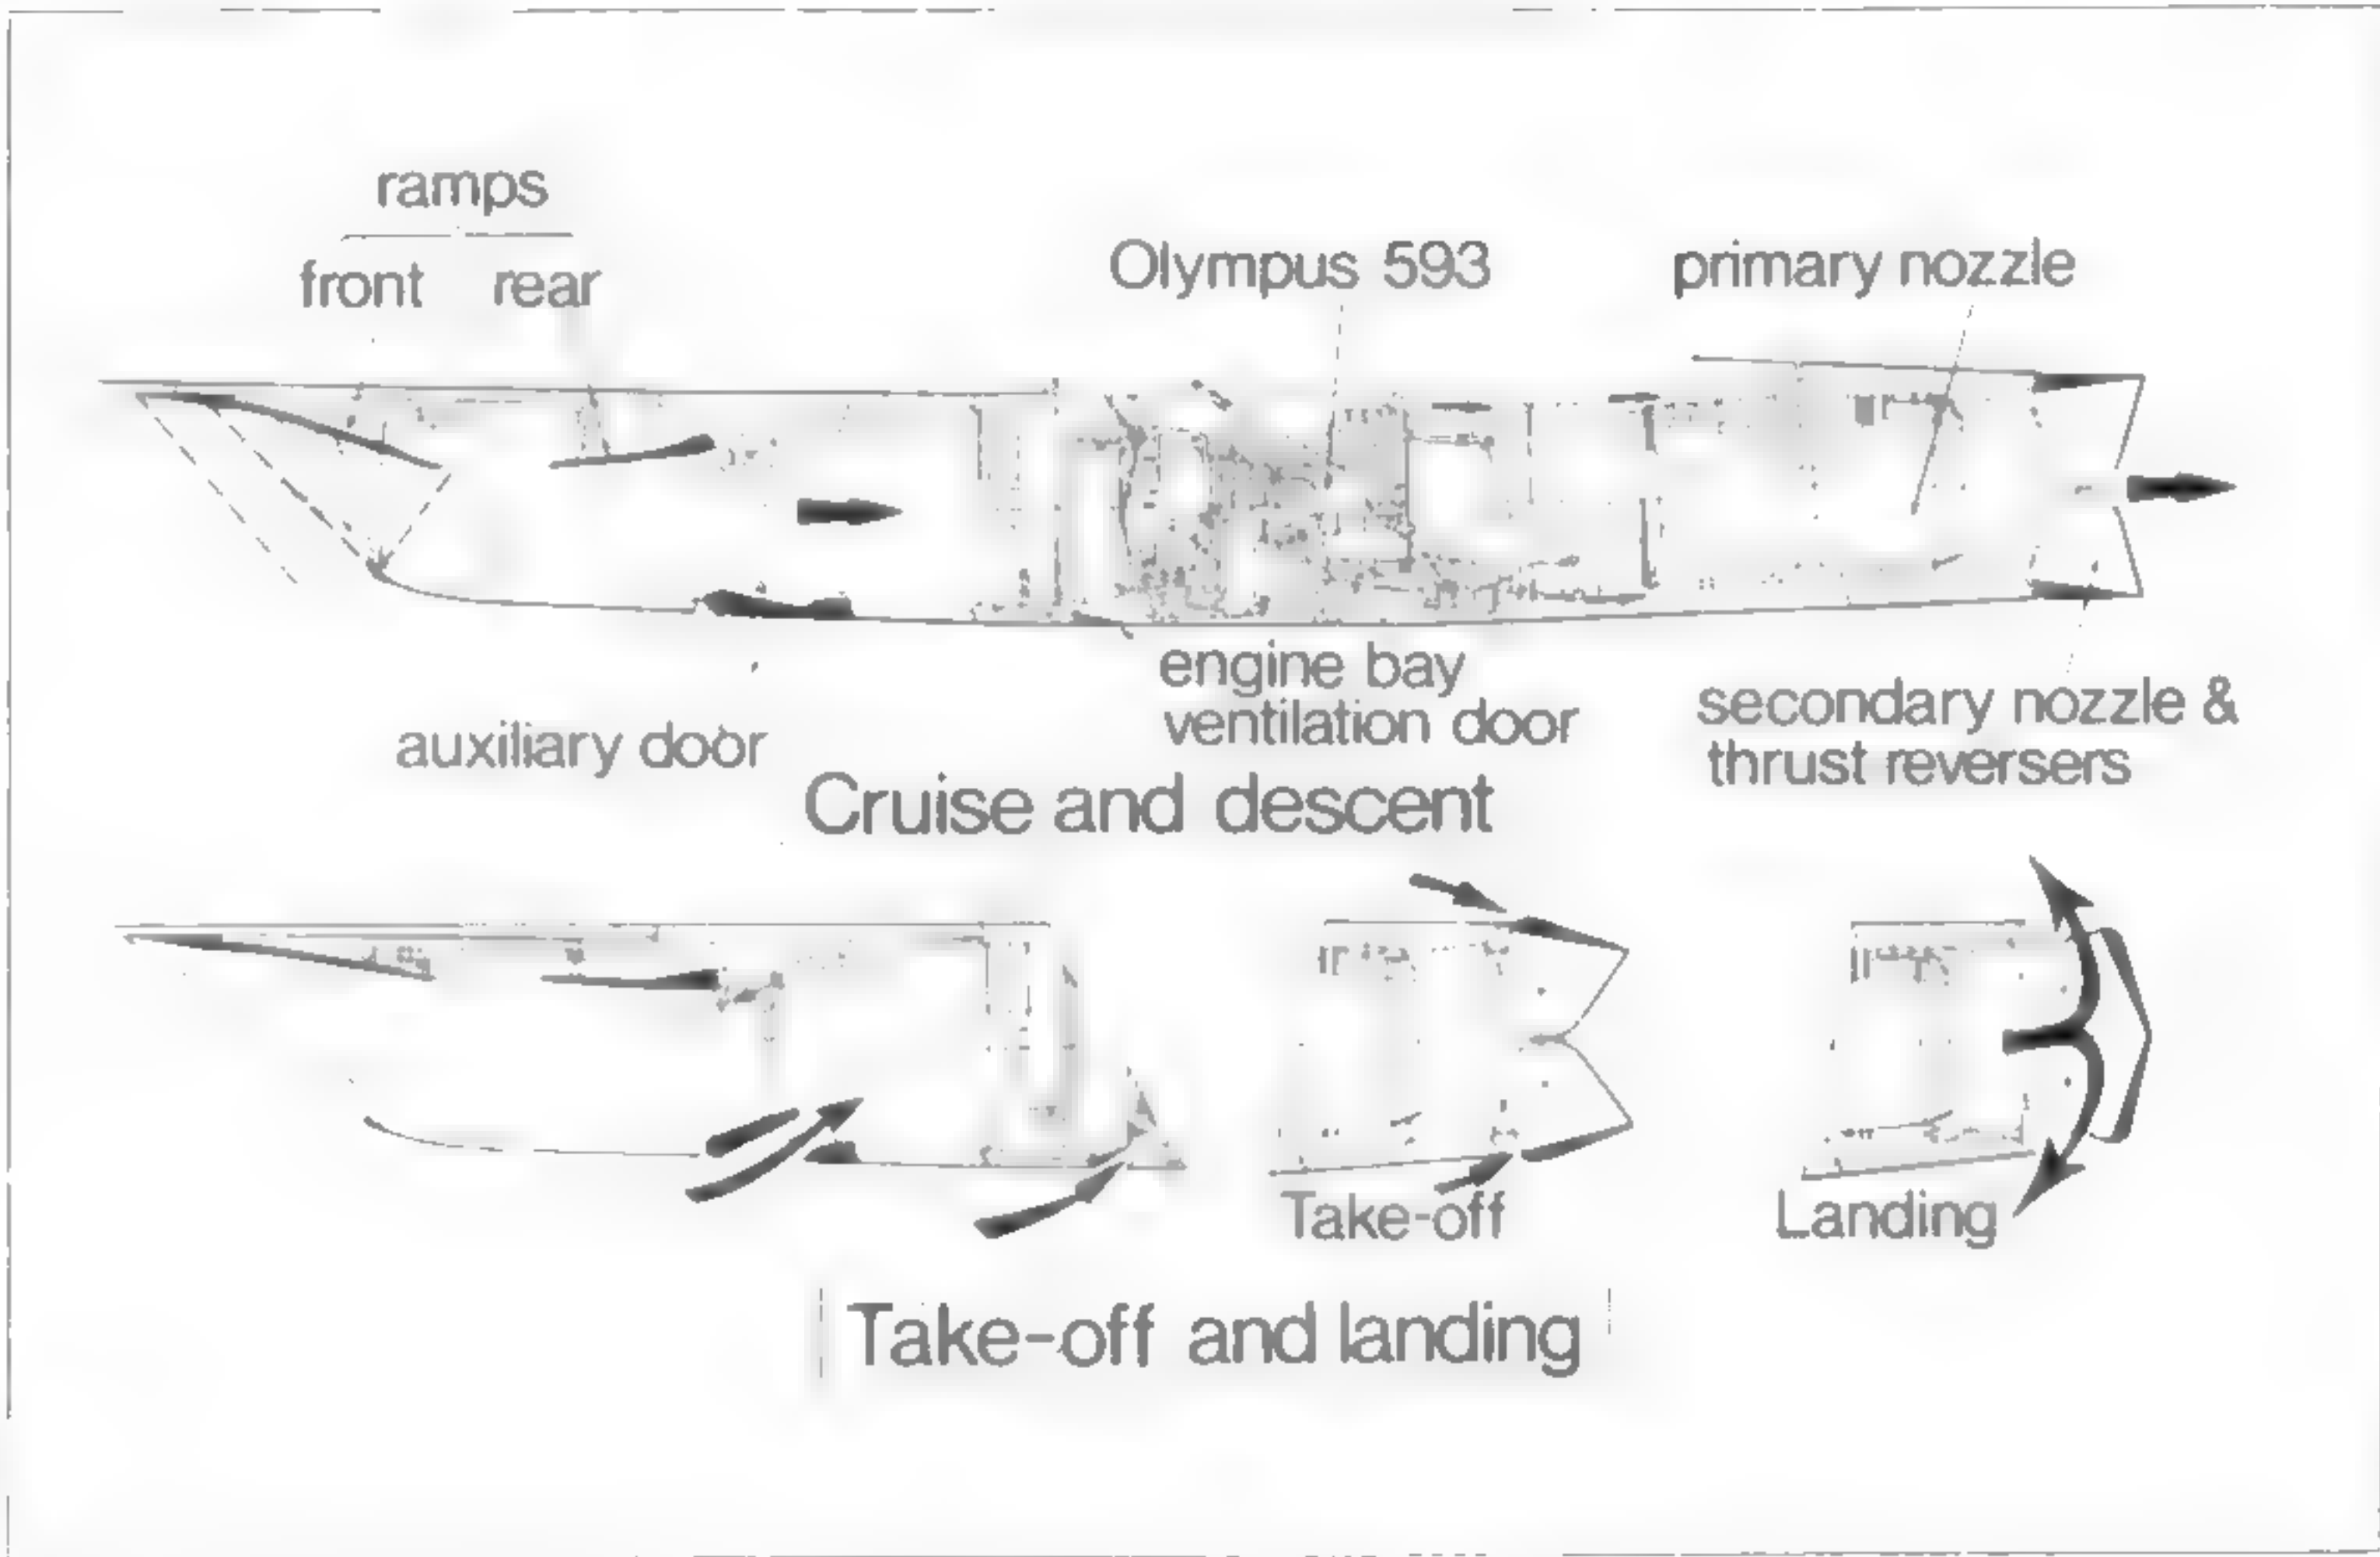 ramps
front rear
Olympus 593
primary nozzle
engine bay
ventilation door
secondary nozzle &
thrust reversers
auxiliary door
Cruise and descent
Take-off
Landing
Take-off and landing